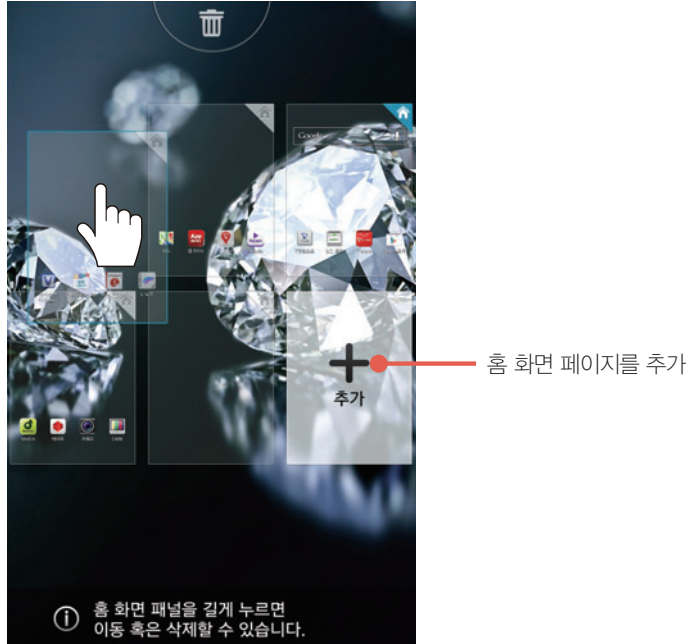 Google
추가
홈 화면 페이지를 추가
홈 화면 패널을 길게 누르면
이동 혹은 삭제할 수 있습니다.